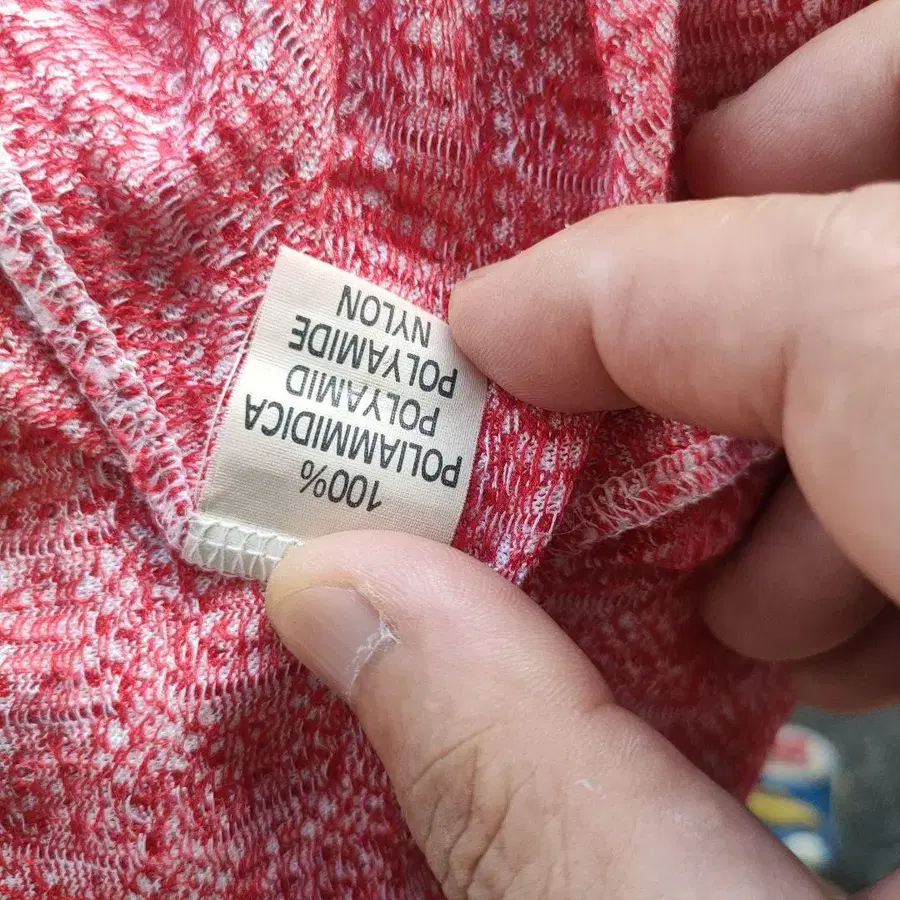 100%
POLIAMMIDICA
POLYAMID
POLYAMIDE
NYLON